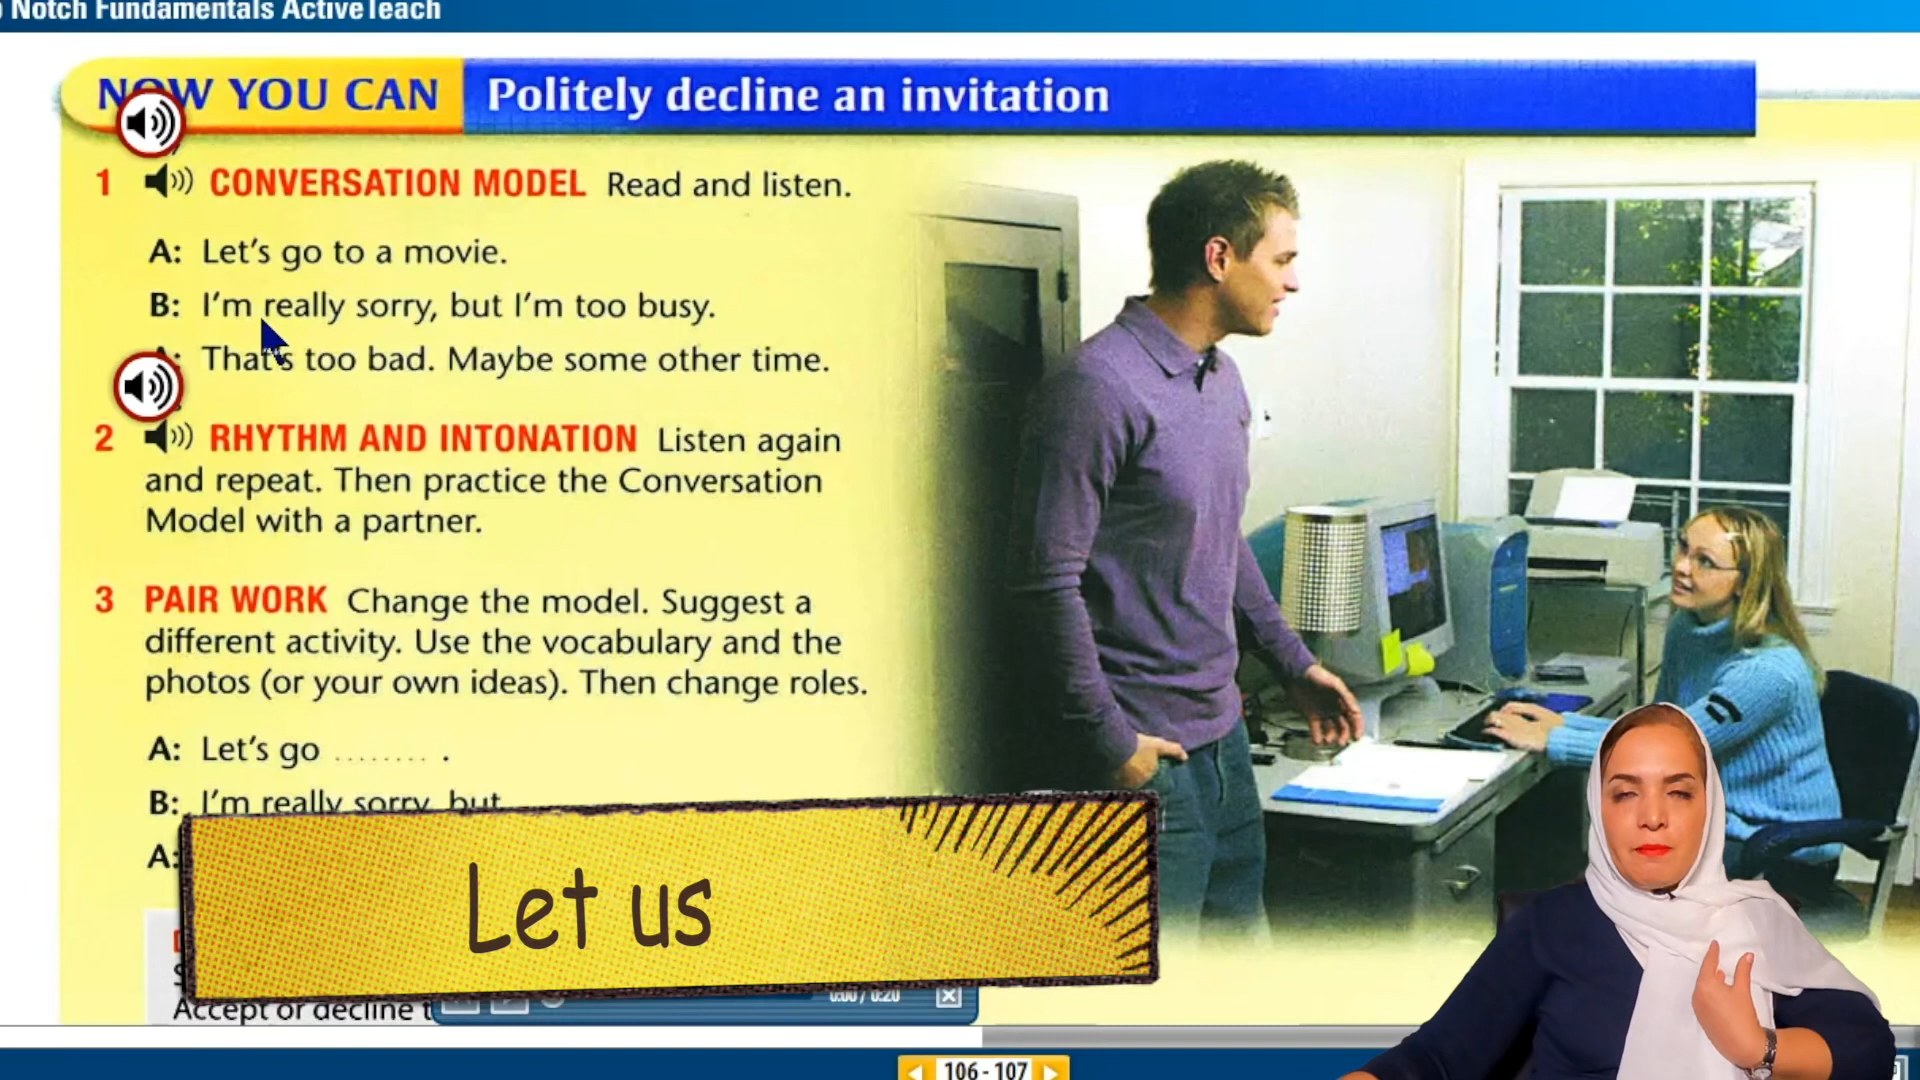 Notch Fundamentals ActiveTeach
NOW YOU CAN Politely decline an invitation
1 CONVERSATION MODEL Read and listen.
A: Let's go to a movie.
B: I'm really sorry, but I'm too busy.
A: That's too bad. Maybe some other time.
2 RHYTHM AND INTONATION Listen again
and repeat. Then practice the Conversation
Model with a partner.
3 PAIR WORK Change the model. Suggest a
different activity. Use the vocabulary and the
photos (or your own ideas). Then change roles.
A: Let's go ........ .
B: I'm really sorry, but
A:
Let us
0:00 / 0:20
Accept or decline t
106 - 107